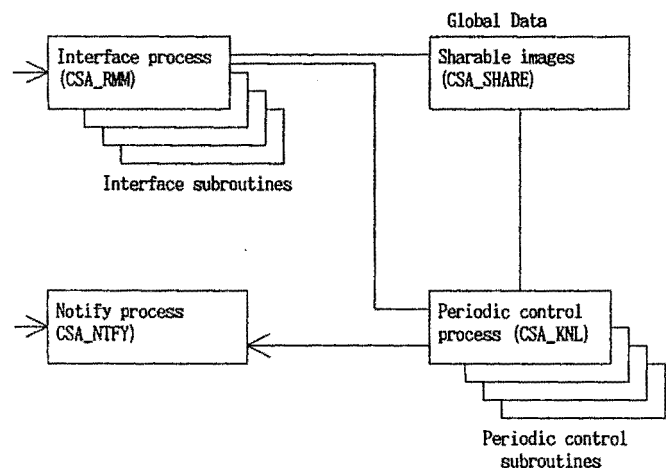 Global Data
Interface process
(CSA_RMM)
Sharable images
(CSA_SHARE)
Interface subroutines
Notify process
CSA_NTFY)
Periodic control
process (CSA_KNL)
Periodic control
subroutines